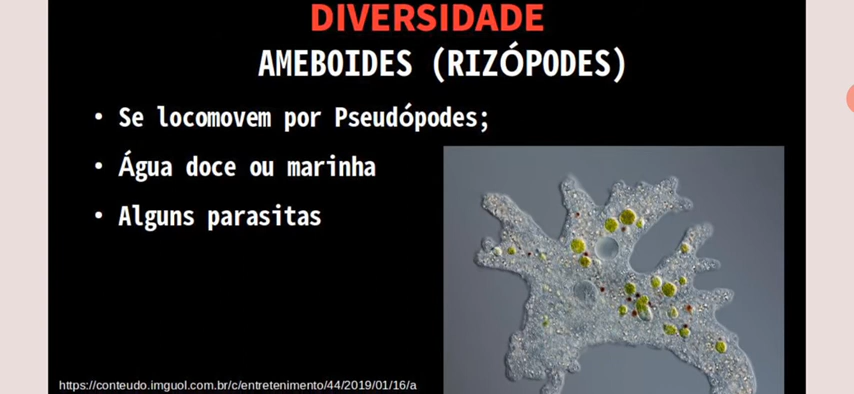 DIVERSIDADE
AMEBOIDES (RIZÓPODES)
• Se locomovem por Pseudópodes;
• Água doce ou marinha
• Alguns parasitas
https://conteudo.imguol.com.br/c/entretenimento/44/2019/01/16/a